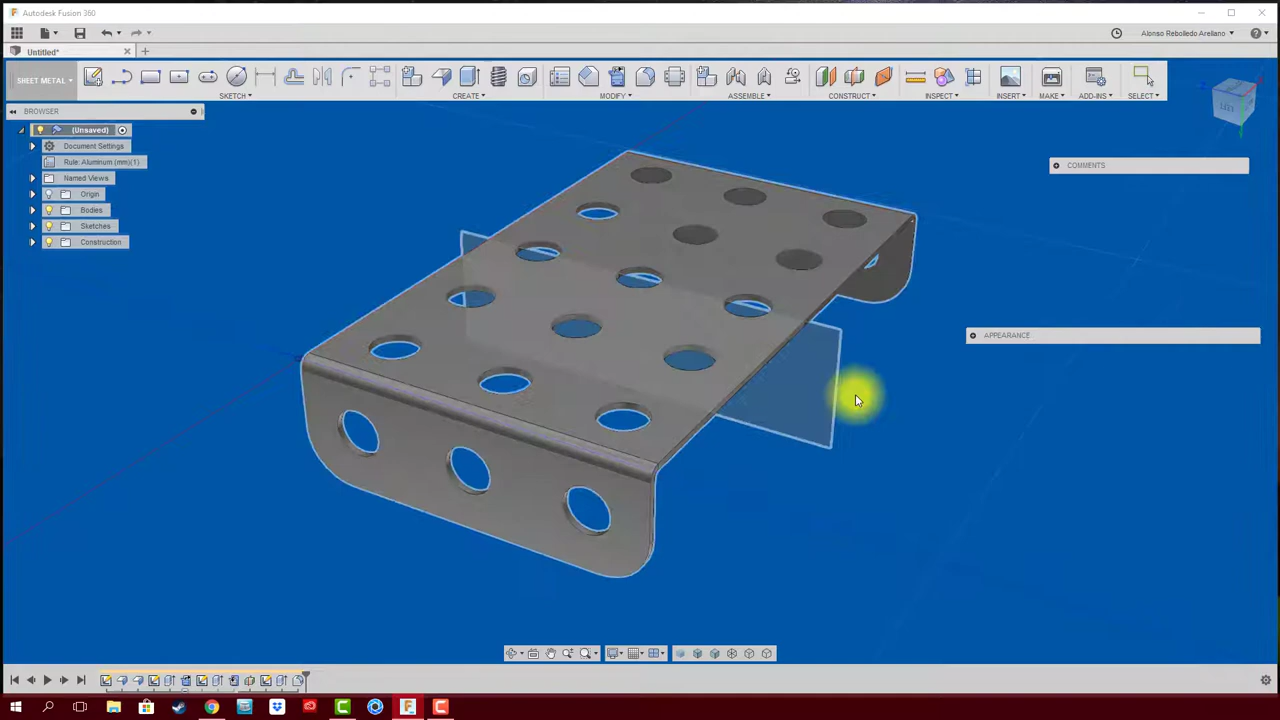 Autodesk Fusion 360
Alonso Rebolledo Arellano
Untitled*
SHEET METAL
SKETCH
CREATE
MODIFY
ASSEMBLE
CONSTRUCT
INSPECT
INSERT
MAKE
ADD-INS
SELECT
BROWSER
(Unsaved)
Document Settings
Rule: Aluminum (mm)(1)
COMMENTS
Named Views
Origin
Bodies
Sketches
Construction
APPEARANCE